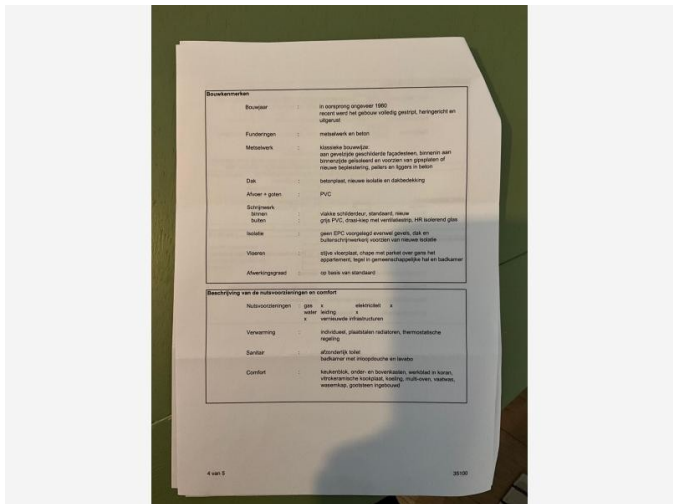 Bouwkenmerken
Bouwjaar : in oorsprong ongeveer 1960
recent werd het gebouw volledig gestript, heringericht en
uitgerust
Funderingen : metselwerk en beton
Metselwerk : klassieke bouwwijze:
aan gevelzijde geschilderde façadesteen, binnenin aan
binnenzijde geïsoleerd en voorzien van gipsplaten of
nieuwe bepleistering, pijlers en liggers in beton
Dak : betonplaat, nieuwe isolatie en dakbedekking
Afvoer + goten : PVC
Schrijnwerk
binnen : vlakke schilderdeur, standaard, nieuw
buiten : grijs PVC, draai-kiep met ventilatiestrip, HR isolerend glas
Isolatie : geen EPC voorgelegd evenwel gevels, dak en
buitenschrijnwerkerij voorzien van nieuwe isolatie
Vloeren : stijve vloerplaat, chape met parket over gans het
appartement, tegel in gemeenschappelijke hal en badkamer
Afwerkingsgraad : op basis van standaard
Beschrijving van de nutsvoorzieningen en comfort
Nutsvoorzieningen : gas x elektriciteit x
water leiding x
x vernieuwde infrastructuren
Verwarming : individueel, plaatstalen radiatoren, thermostatische
regeling
Sanitair : afzonderlijk toilet
badkamer met inloopdouche en lavabo
Comfort : keukenblok, onder- en bovenkasten, werkblad in
vitrokeramische kookplaat, koeling, multi-oven, vaatwas,
wasemkap, gootsteen ingebouwd
4 van 5